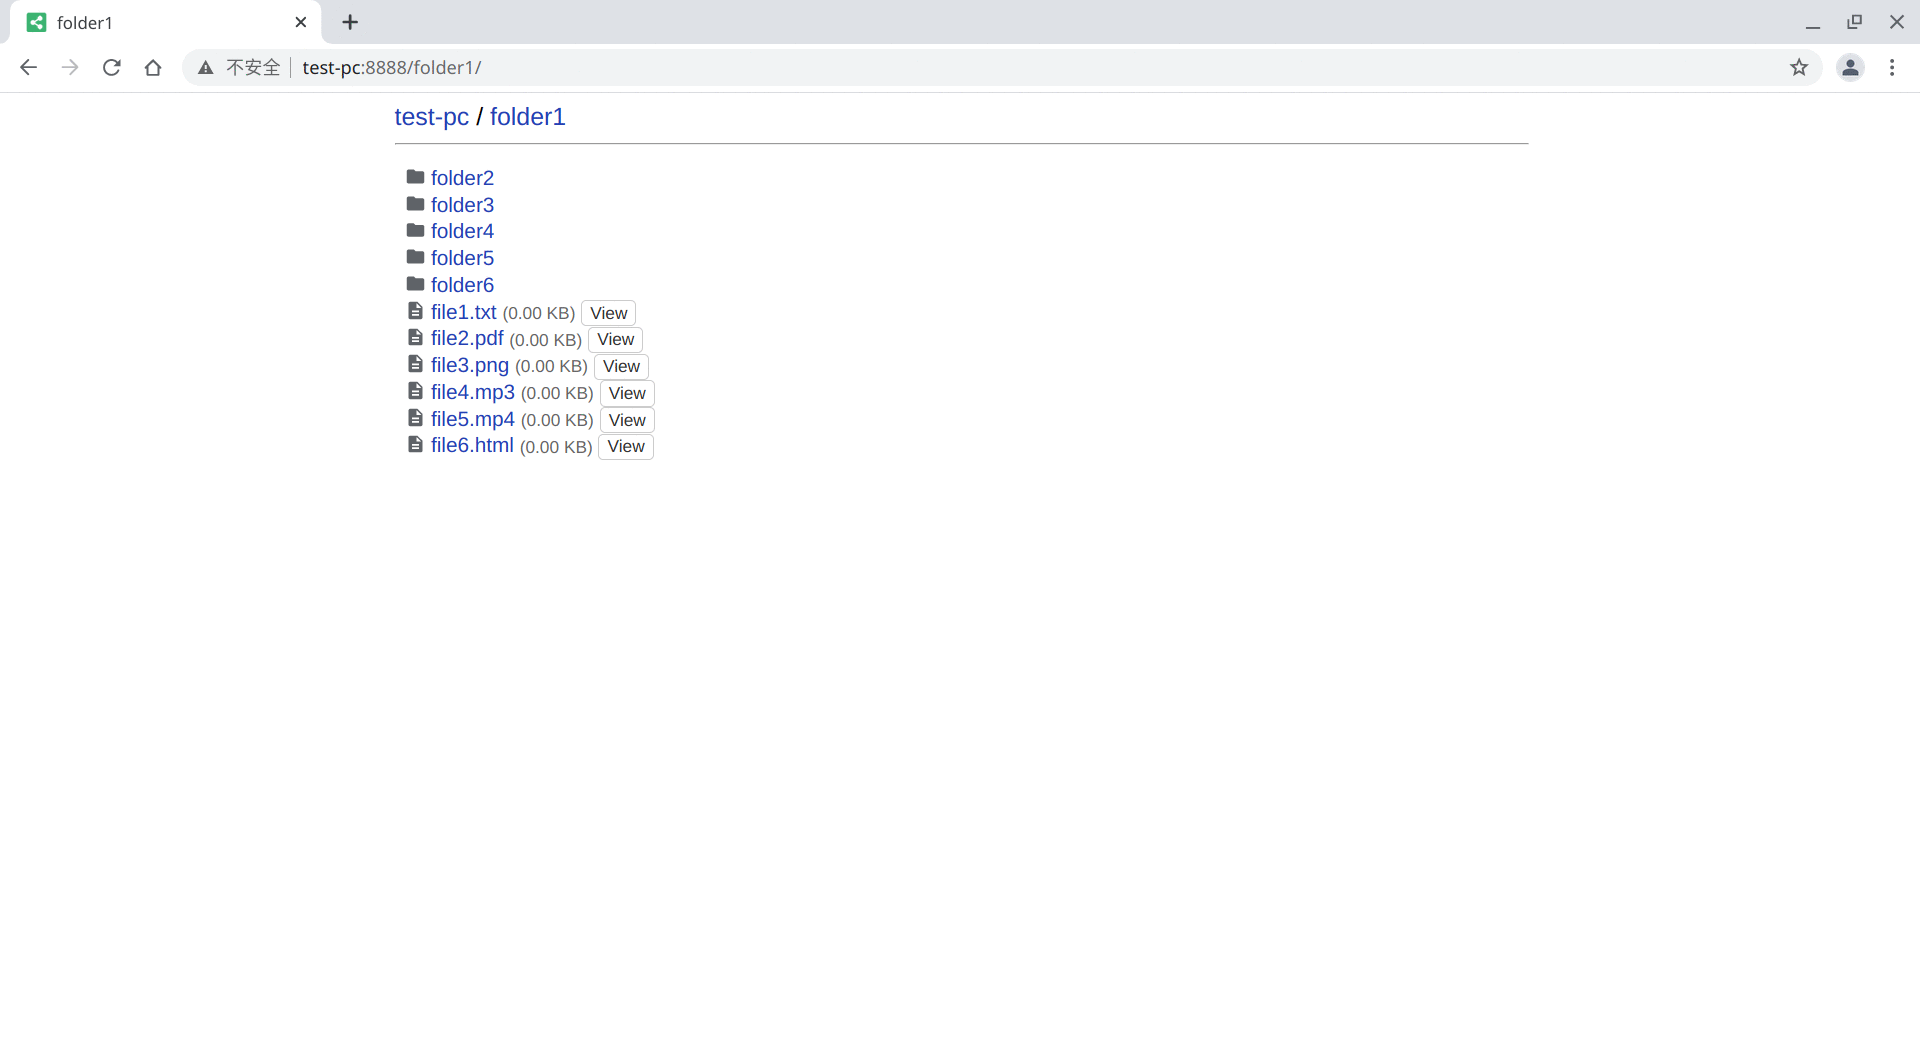 folder1
不安全 test-pc:8888/folder1/
test-pc / folder1
folder2
folder3
folder4
folder5
folder6
file1.txt (0.00 KB) View
file2.pdf (0.00 KB) View
file3.png (0.00 KB) View
file4.mp3 (0.00 KB) View
file5.mp4 (0.00 KB) View
file6.html (0.00 KB) View